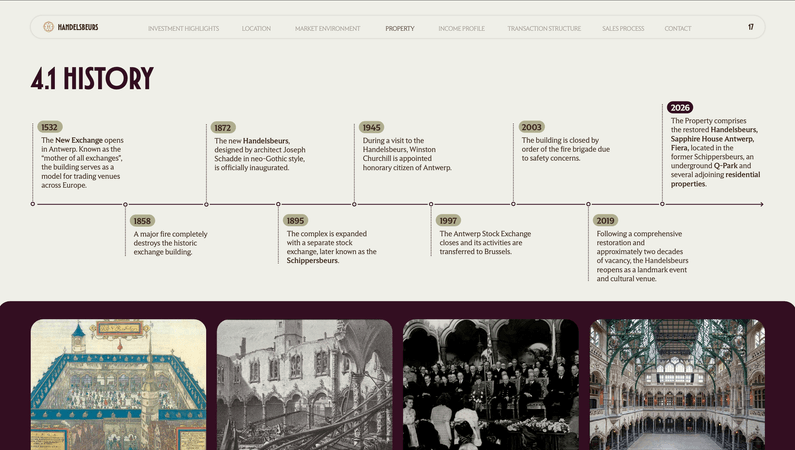 HANDELSBEURS
INVESTMENT HIGHLIGHTS
LOCATION
MARKET ENVIRONMENT
PROPERTY
INCOME PROFILE
TRANSACTION STRUCTURE
SALES PROCESS
CONTACT
17
4.1 HISTORY
1532
The New Exchange opens
in Antwerp. Known as the
“mother of all exchanges”,
the building serves as a
model for trading venues
across Europe.
1872
The new Handelsbeurs,
designed by architect Joseph
Schadde in neo-Gothic style,
is officially inaugurated.
1945
During a visit to the
Handelsbeurs, Winston
Churchill is appointed
honorary citizen of Antwerp.
2003
The building is closed by
order of the fire brigade due
to safety concerns.
2026
The Property comprises
the restored Handelsbeurs,
Sapphire House Antwerp,
Fiera, located in the
former Schippersbeurs, an
underground Q-Park and
several adjoining residential
properties.
1858
A major fire completely
destroys the historic
exchange building.
1895
The complex is expanded
with a separate stock
exchange, later known as the
Schippersbeurs.
1997
The Antwerp Stock Exchange
closes and its activities are
transferred to Brussels.
2019
Following a comprehensive
restoration and
approximately two decades
of vacancy, the Handelsbeurs
reopens as a landmark event
and cultural venue.